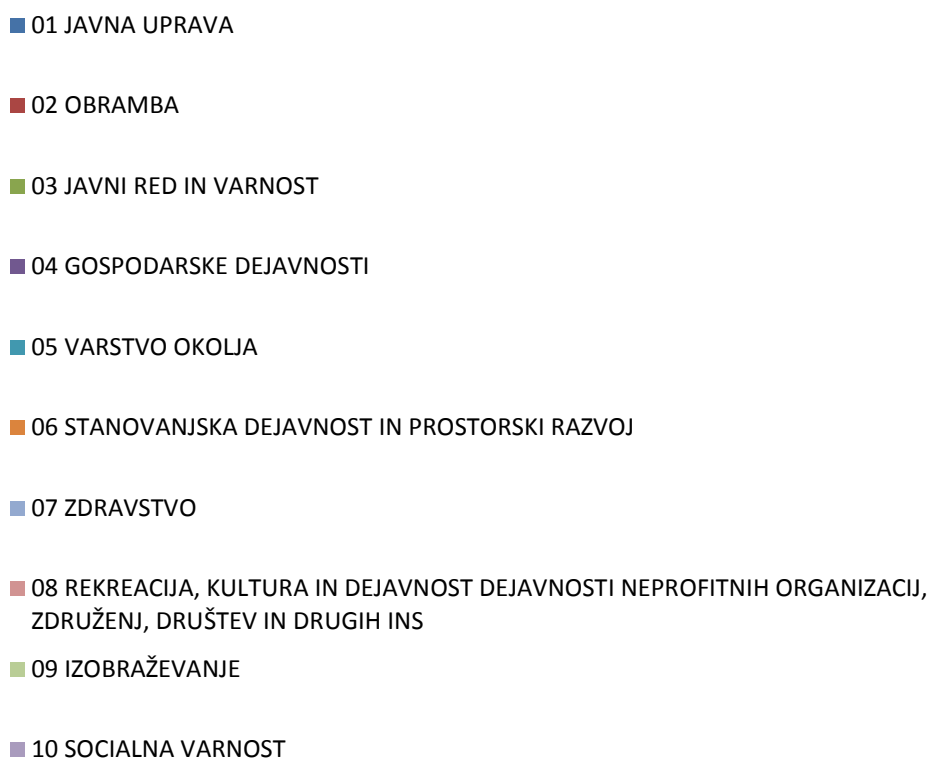 01 JAVNA UPRAVA
02 OBRAMBA
03 JAVNI RED IN VARNOST
04 GOSPODARSKE DEJAVNOSTI
05 VARSTVO OKOLJA
06 STANOVANJSKA DEJAVNOST IN PROSTORSKI RAZVOJ
07 ZDRAVSTVO
08 REKREACIJA, KULTURA IN DEJAVNOST DEJAVNOSTI NEPROFITNIH ORGANIZACIJ,
ZDRUŽENJ, DRUŠTEV IN DRUGIH INS
09 IZOBRAŽEVANJE
10 SOCIALNA VARNOST